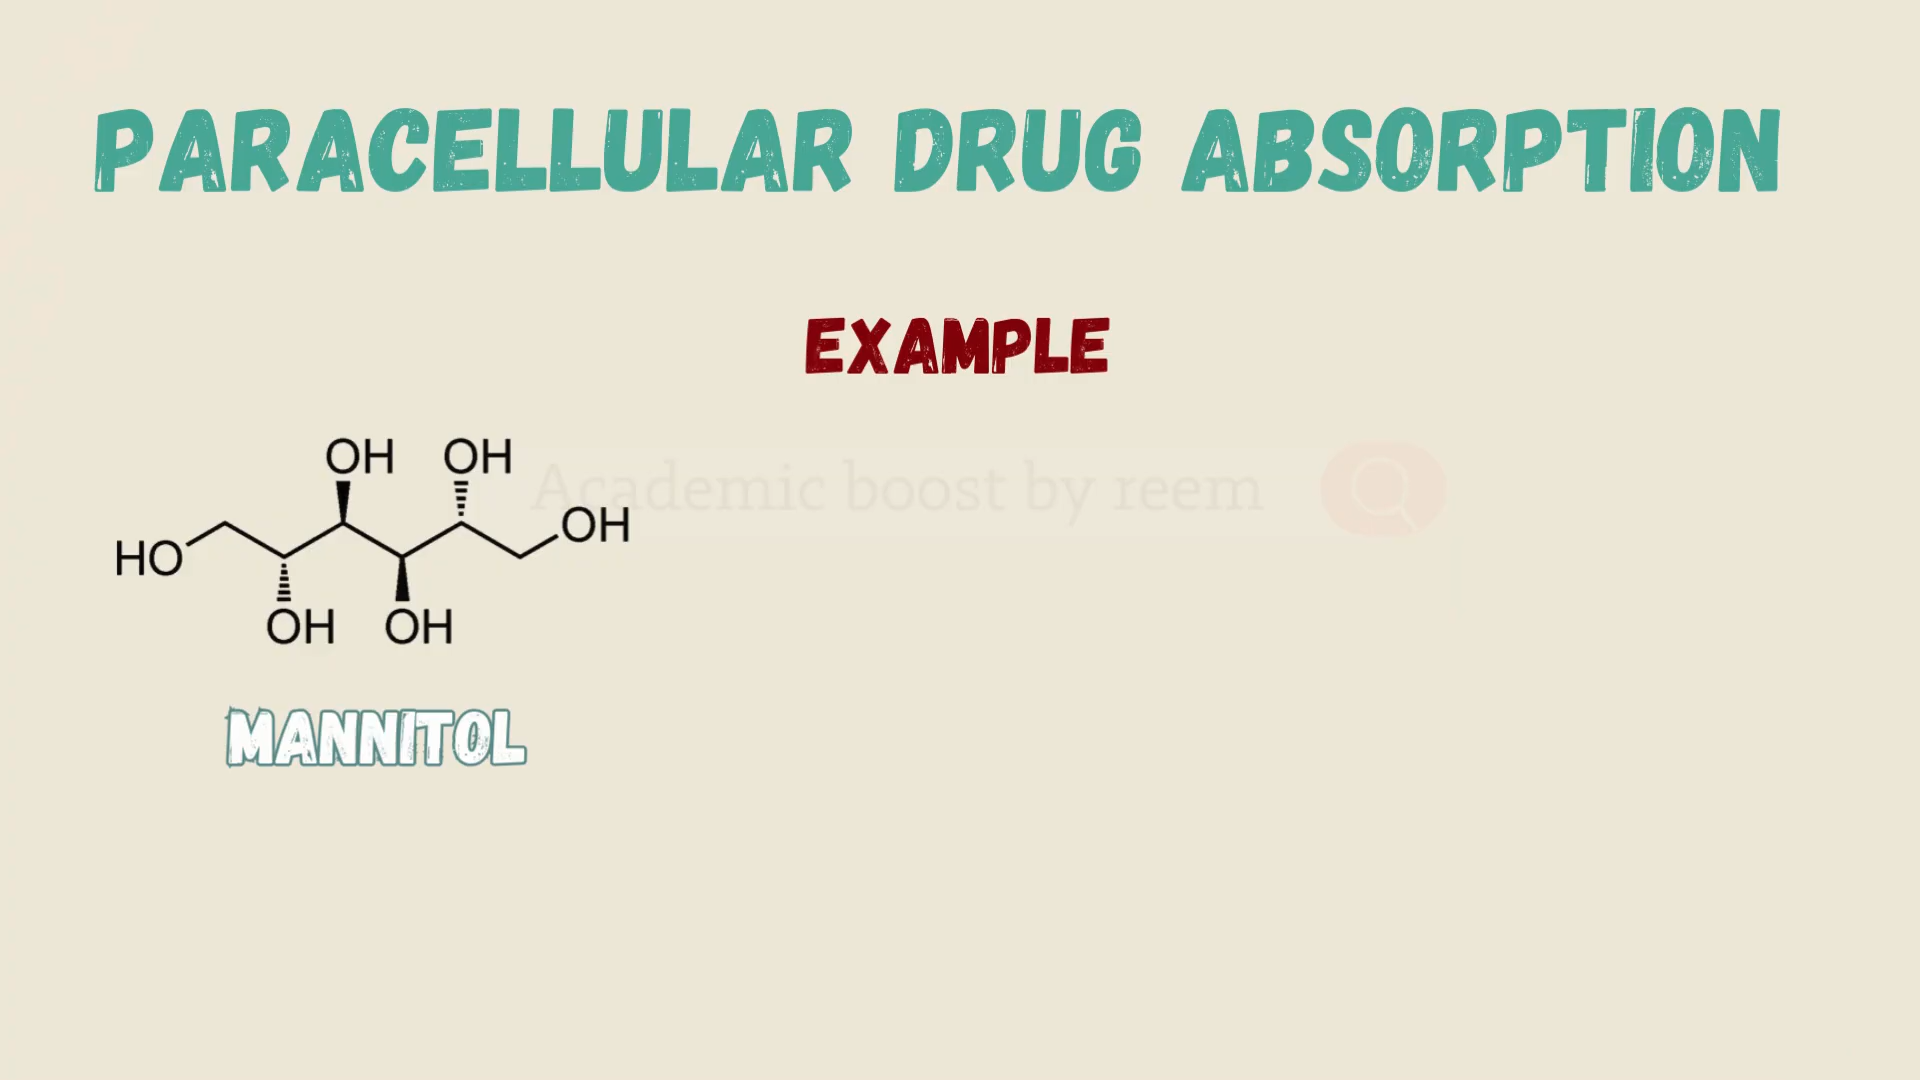 PARACELLULAR DRUG ABSORPTION
EXAMPLE
OH OH
Academic boost by reem
HO OH
OH OH
MANNITOL